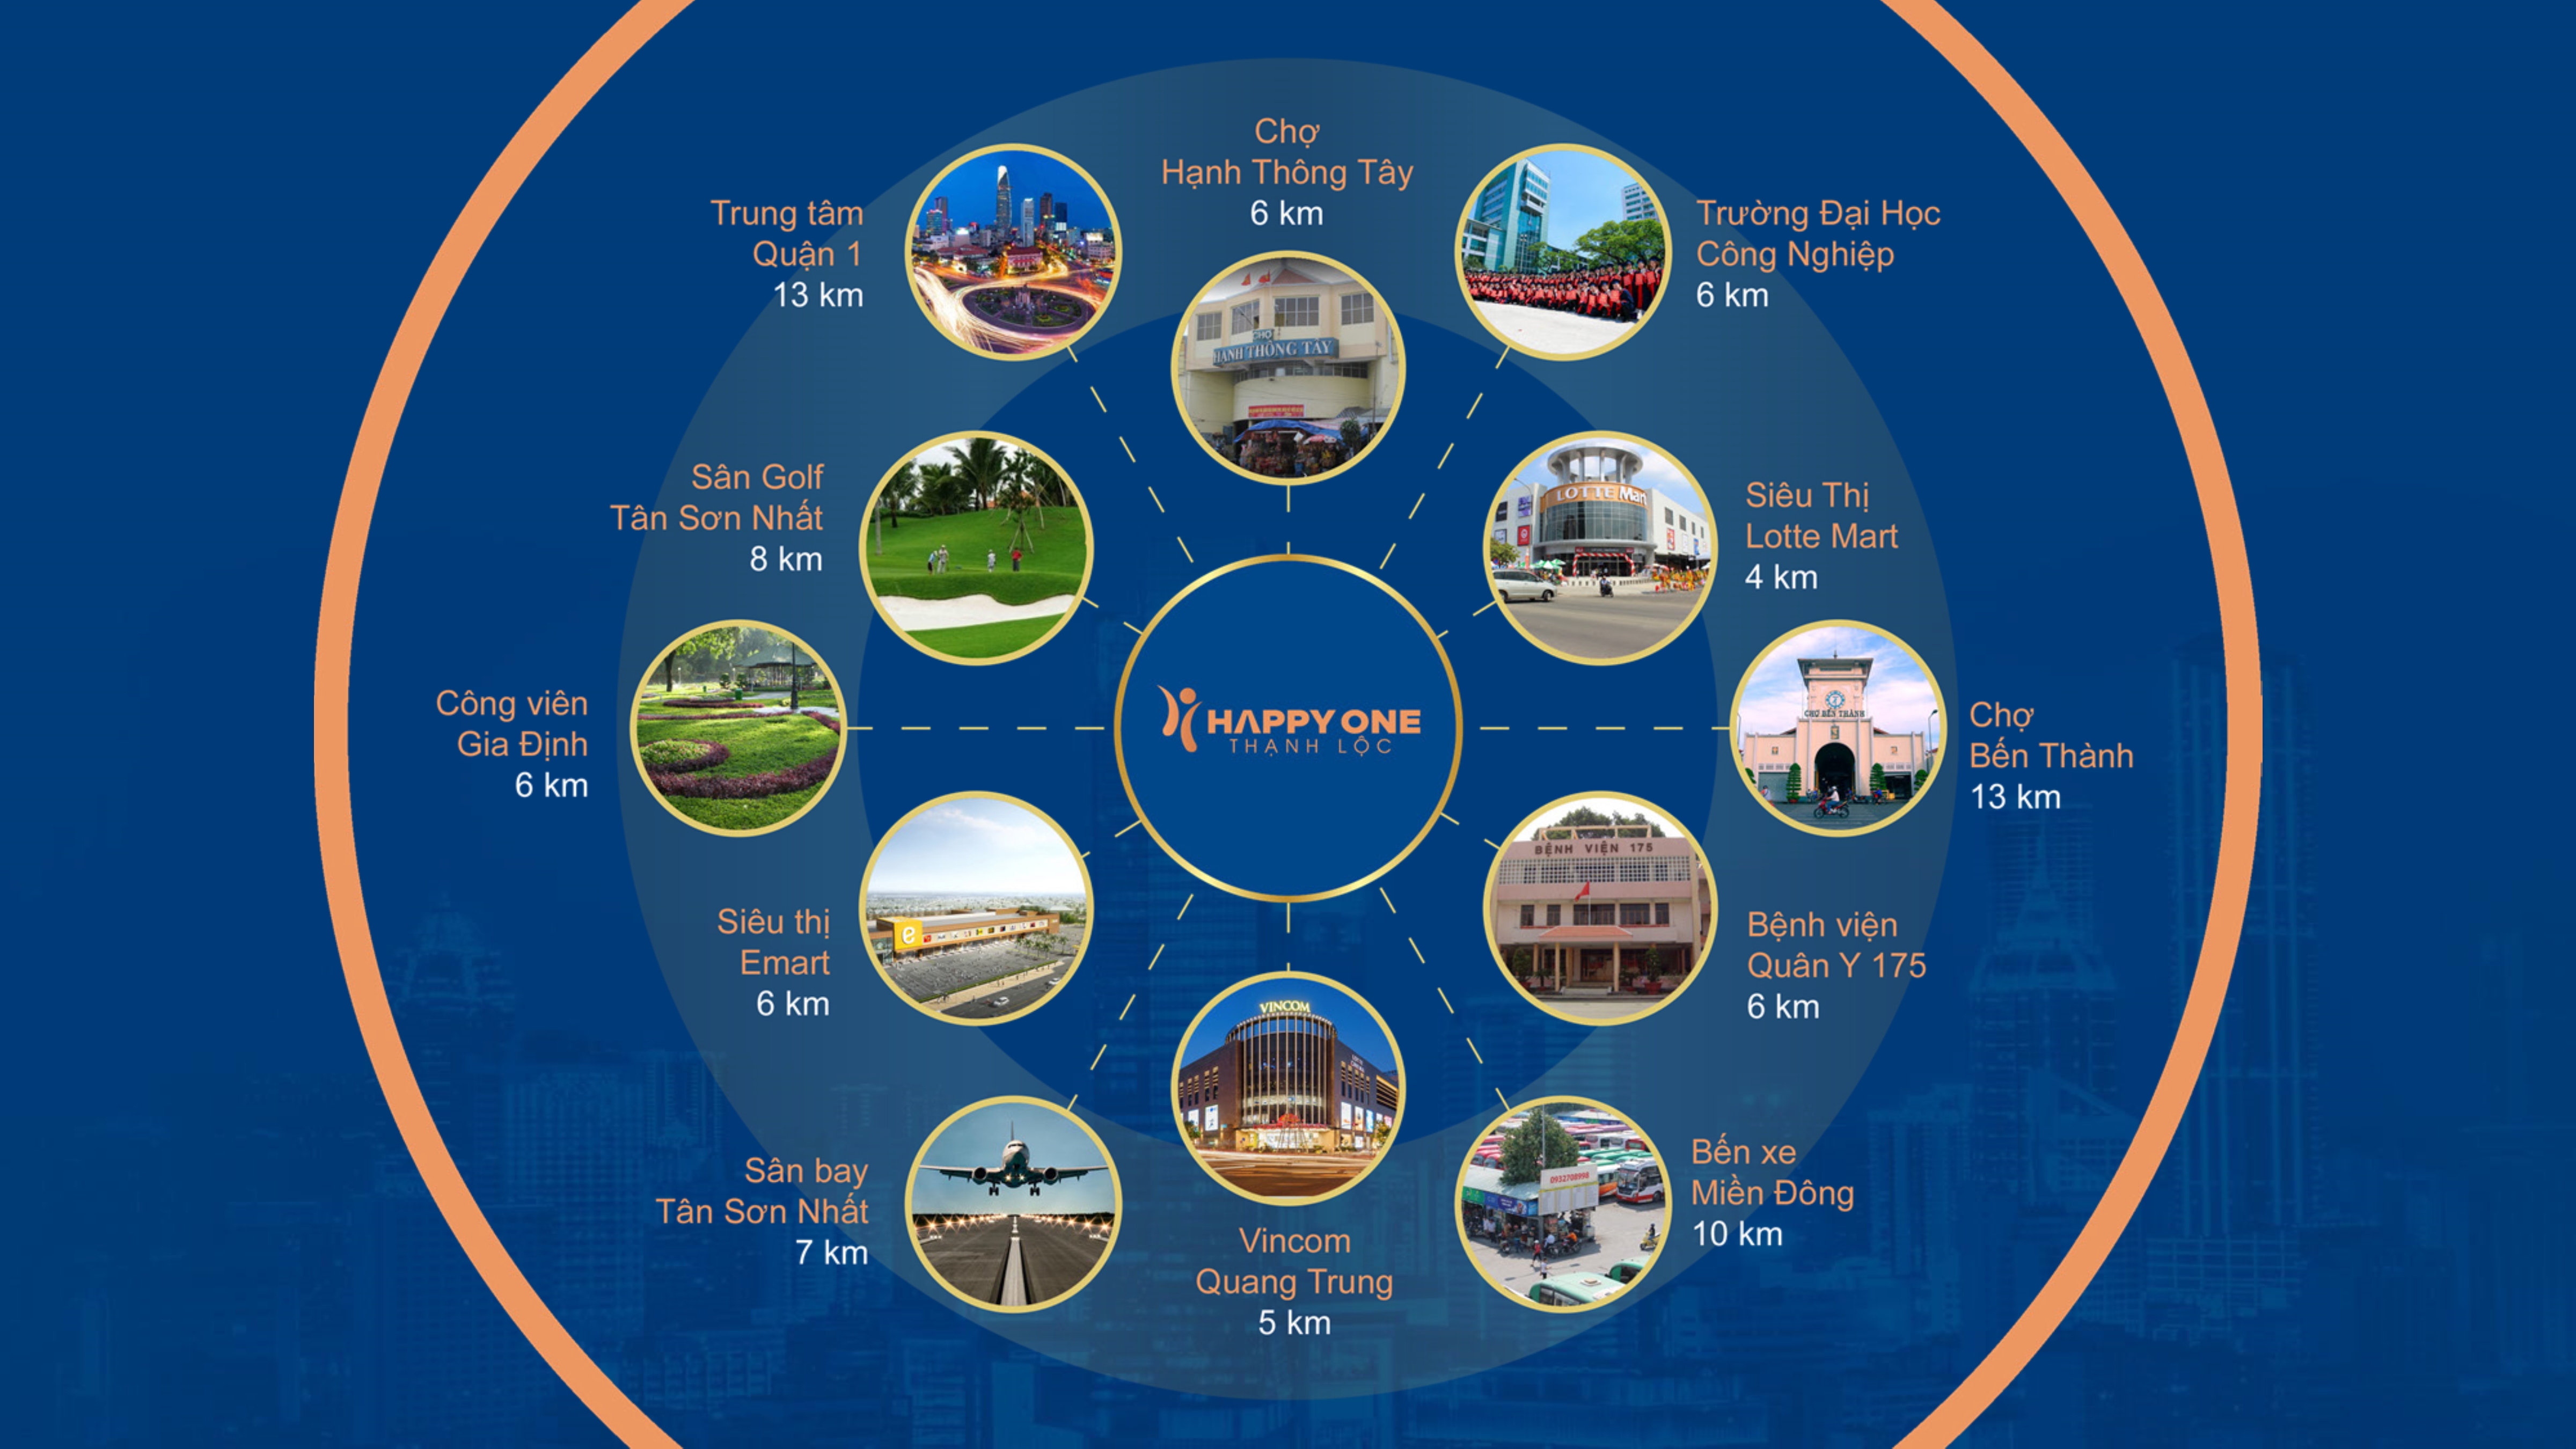 Chợ
Hạnh Thông Tây
6 km
CHỢ
HẠNH THÔNG TÂY
Trung tâm
Quận 1
13 km
Trường Đại Học
Công Nghiệp
6 km
Sân Golf
Tân Sơn Nhất
8 km
LOTTE Mart
Siêu Thị
Lotte Mart
4 km
Công viên
Gia Định
6 km
HAPPY ONE
THẠNH LỘC
CHỢ BẾN THÀNH
Chợ
Bến Thành
13 km
Siêu thị
Emart
6 km
e
BỆNH VIỆN 175
Bệnh viện
Quân Y 175
6 km
Sân bay
Tân Sơn Nhất
7 km
VINCOM
Vincom
Quang Trung
5 km
0932708998
Bến xe
Miền Đông
10 km